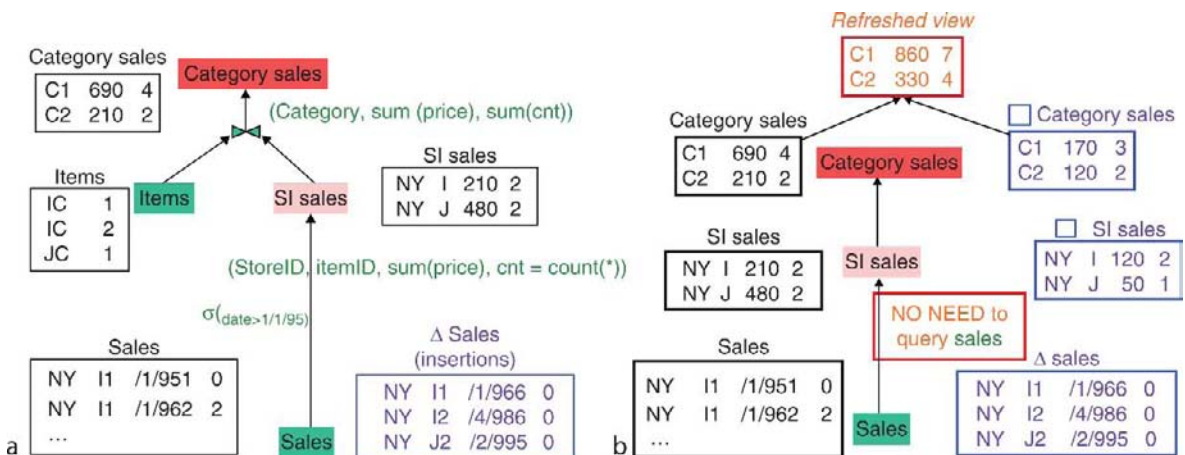 Category sales
C1 690 4
C2 210 2
Category sales
(Category, sum (price), sum(cnt))
Items
IC 1
IC 2
JC 1
Items
SI sales
SI sales
NY I 210 2
NY J 480 2
(StoreID, itemID, sum(price), cnt = count(*))
σ(date>1/1/95)
Sales
NY I1 /1/951 0
NY I1 /1/962 2
...
Δ Sales
(insertions)
NY I1 /1/966 0
NY I2 /4/986 0
NY J2 /2/995 0
Sales
a
Refreshed view
C1 860 7
C2 330 4
Category sales
C1 690 4
C2 210 2
Category sales
□ Category sales
C1 170 3
C2 120 2
SI sales
NY I 210 2
NY J 480 2
SI sales
□ SI sales
NY I 120 2
NY J 50 1
NO NEED to
query sales
Sales
NY I1 /1/951 0
NY I1 /1/962 2
...
Sales
Δ sales
NY I1 /1/966 0
NY I2 /4/986 0
NY J2 /2/995 0
b